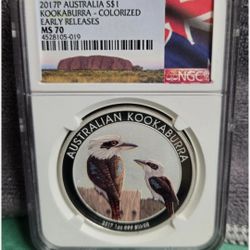 2017P AUSTRALIA S$1
KOOKABURRA - COLORIZED
EARLY RELEASES
MS 70
4528105-019
NGC
AUSTRALIAN KOOKABURRA
2017 1oz 999 SILVER